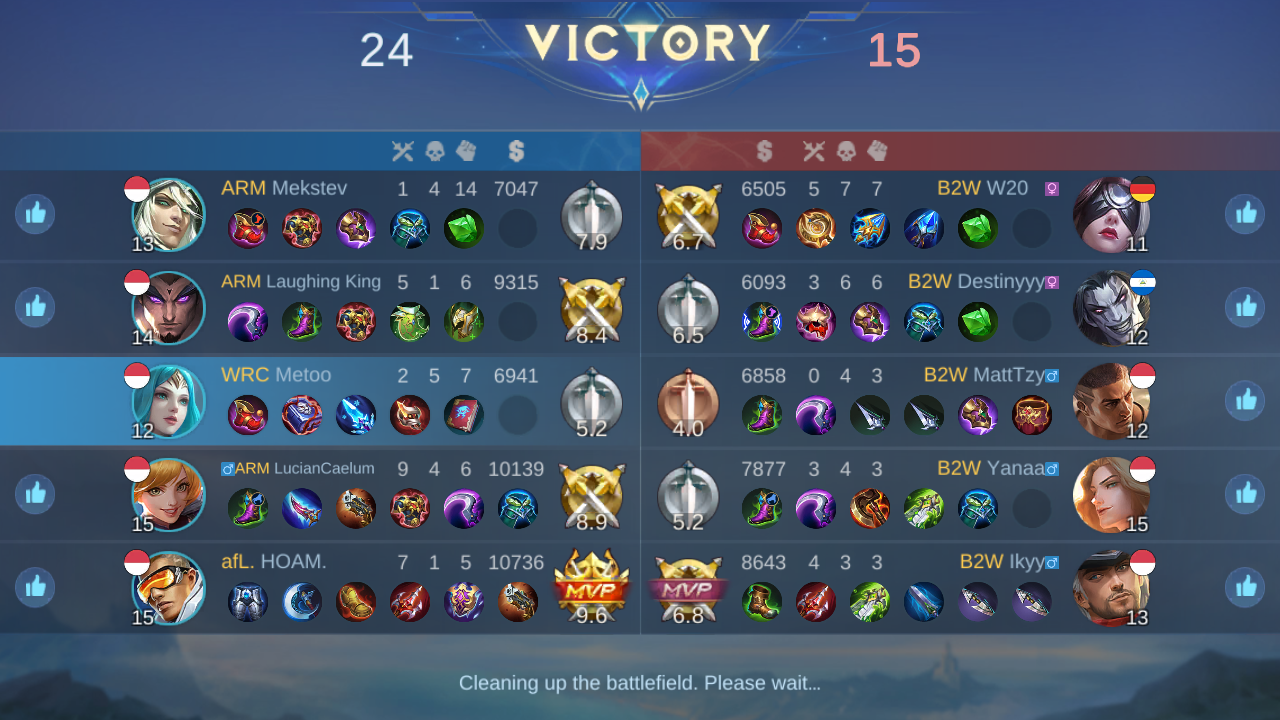 24 VICTORY 15
13 ARM Mekstev 1 4 14 7047 7.9
6.7 6505 5 7 7 B2W W20 11
14 ARM Laughing King 5 1 6 9315 8.4
6.5 6093 3 6 6 B2W Destinyyy 12
12 WRC Metoo 2 5 7 6941 5.2
4.0 6858 0 4 3 B2W MattTzy 12
15 ARM LucianCaelum 9 4 6 10139 8.9
5.2 7877 3 4 3 B2W Yanaa 15
15 afL. HOAM. 7 1 5 10736 MVP 9.6
MVP 6.8 8643 4 3 3 B2W Ikyy 13
Cleaning up the battlefield. Please wait...